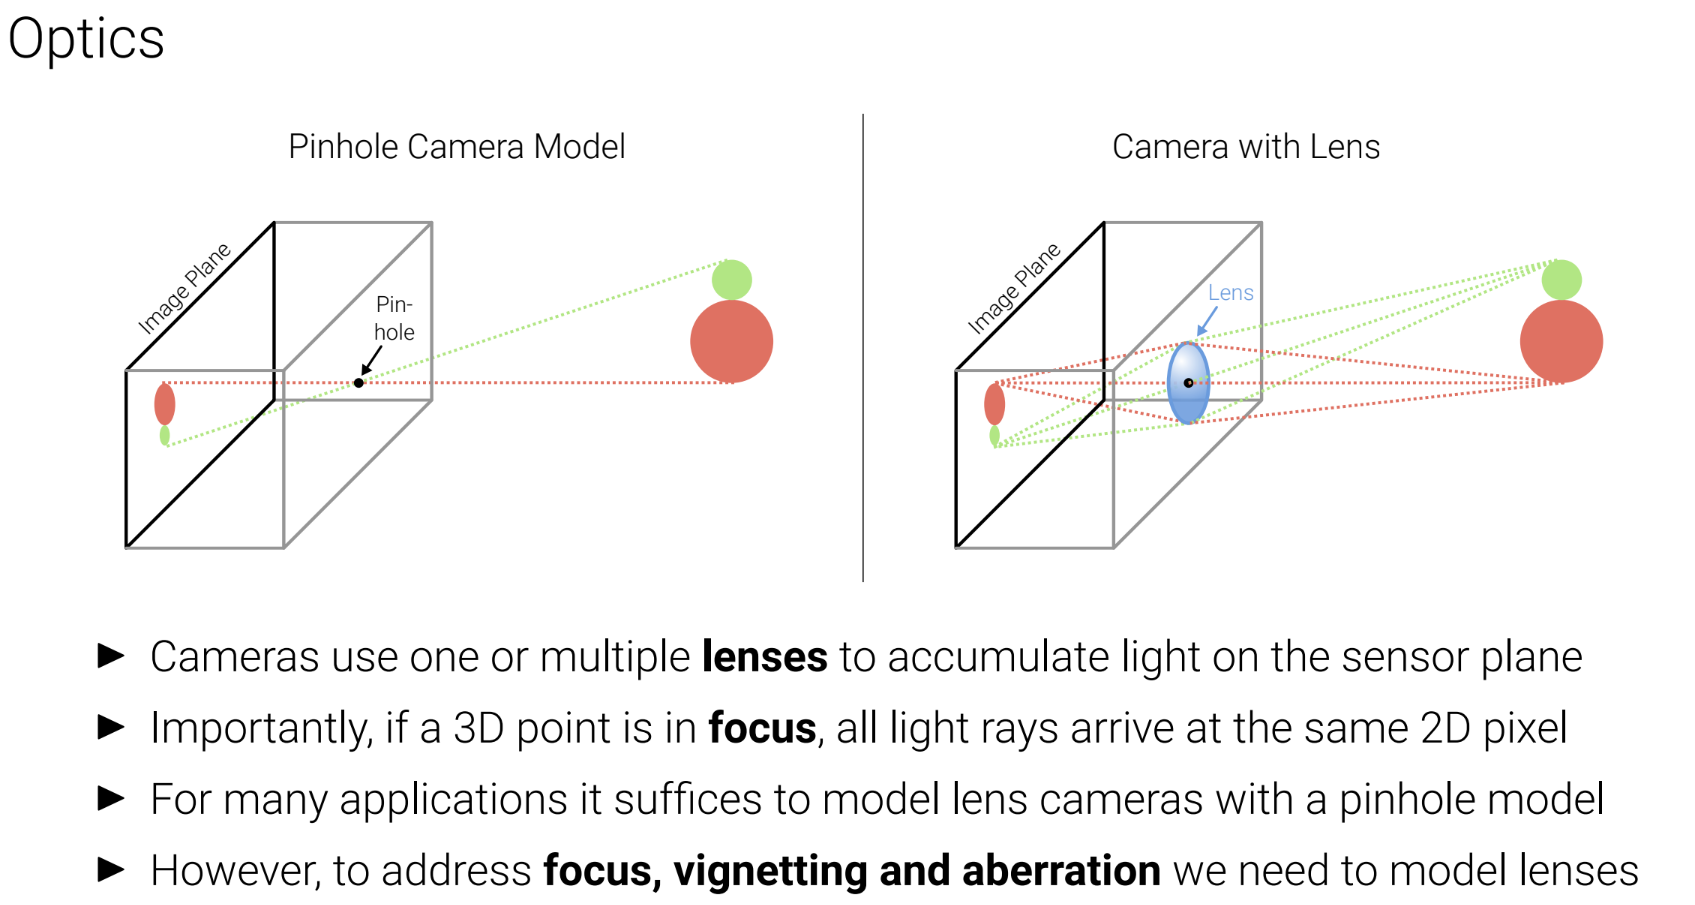 Optics
Pinhole Camera Model
Image Plane
Pin-
hole
Camera with Lens
Image Plane
Lens
Cameras use one or multiple lenses to accumulate light on the sensor plane
Importantly, if a 3D point is in focus, all light rays arrive at the same 2D pixel
For many applications it suffices to model lens cameras with a pinhole model
However, to address focus, vignetting and aberration we need to model lenses